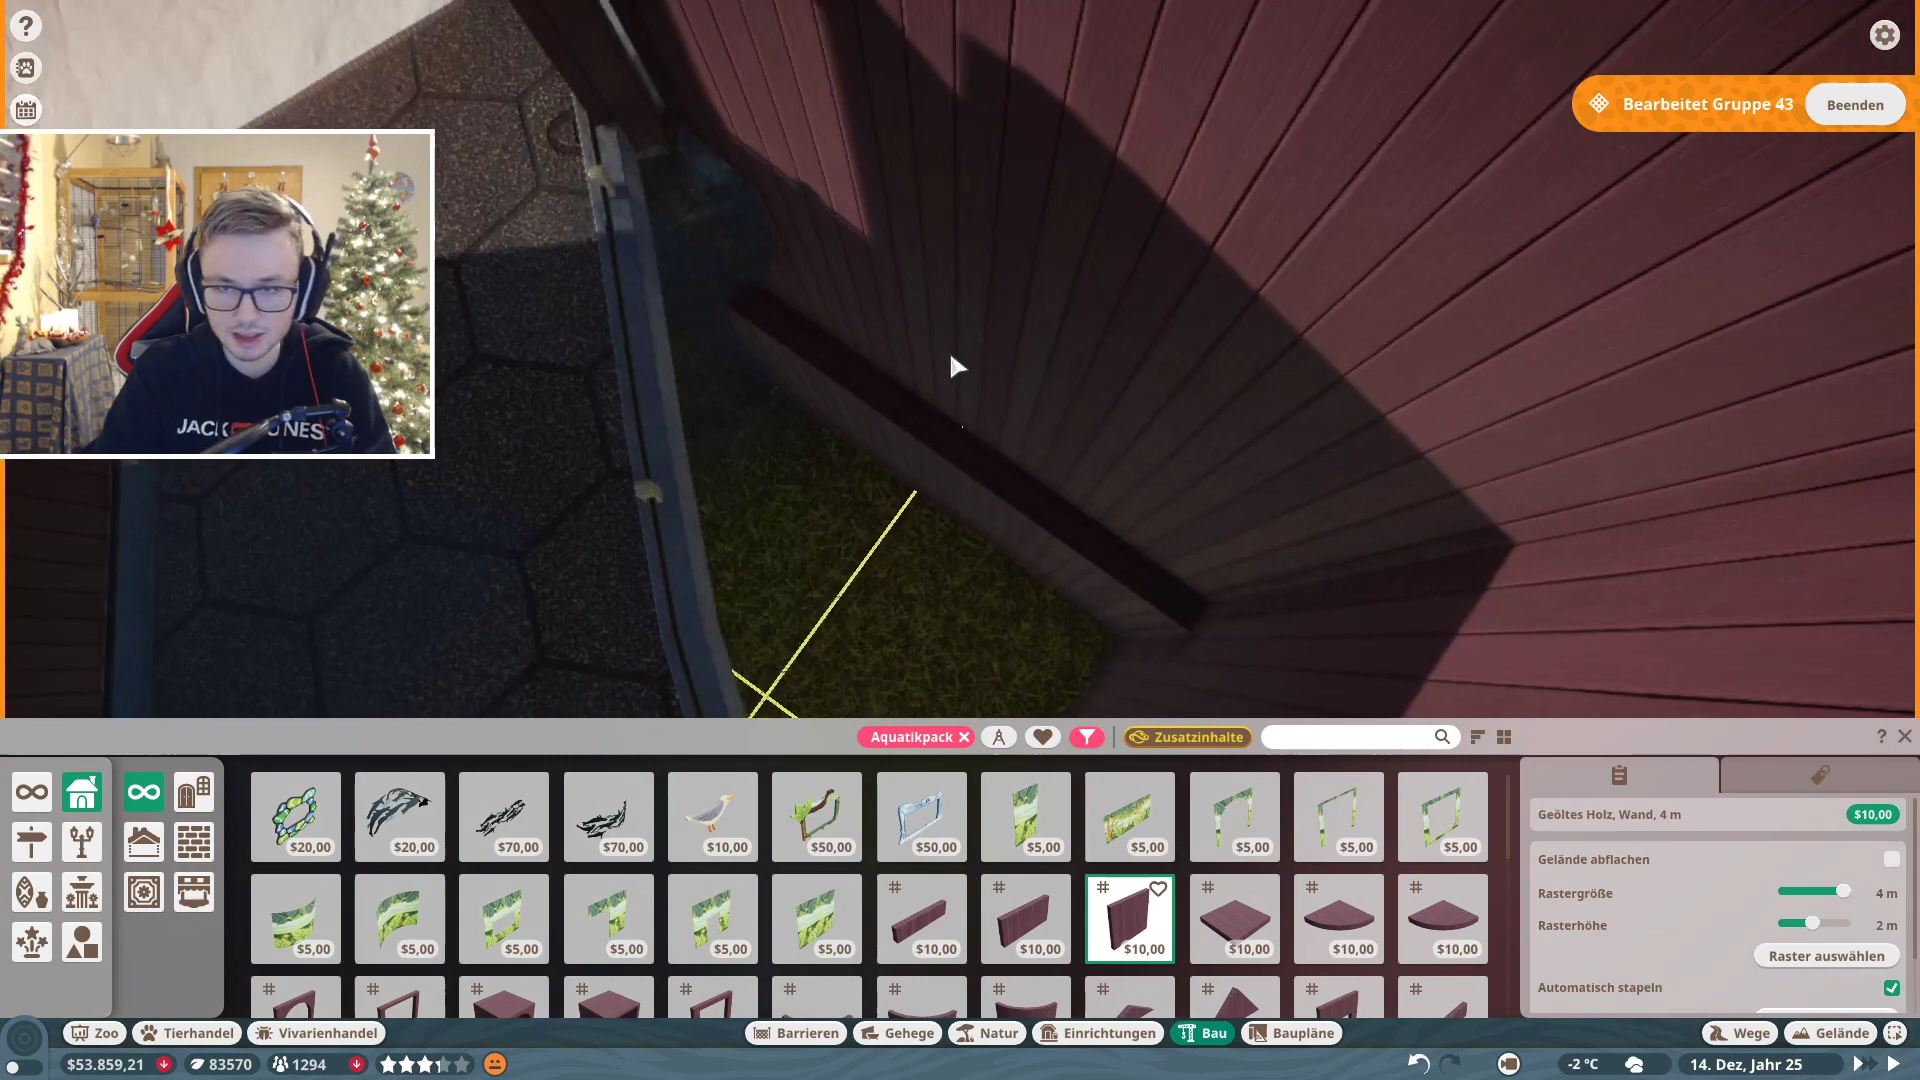 ?
Bearbeitet Gruppe 43
Beenden
Aquatikpack
Zusatzinhalte
?
$20,00
$20,00
$70,00
$70,00
$10,00
$50,00
$50,00
$5,00
$5,00
$5,00
$5,00
$5,00
$5,00
$5,00
$5,00
$5,00
$5,00
$5,00
$10,00
$10,00
$10,00
$10,00
$10,00
$10,00
Geöltes Holz, Wand, 4 m
$10,00
Gelände abflachen
Rastergröße
4 m
Rasterhöhe
2 m
Raster auswählen
Automatisch stapeln
Zoo
Tierhandel
Vivarienhandel
Barrieren
Gehege
Natur
Einrichtungen
Bau
Baupläne
Wege
Gelände
$53.859,21
83570
1294
-2 °C
14. Dez, Jahr 25